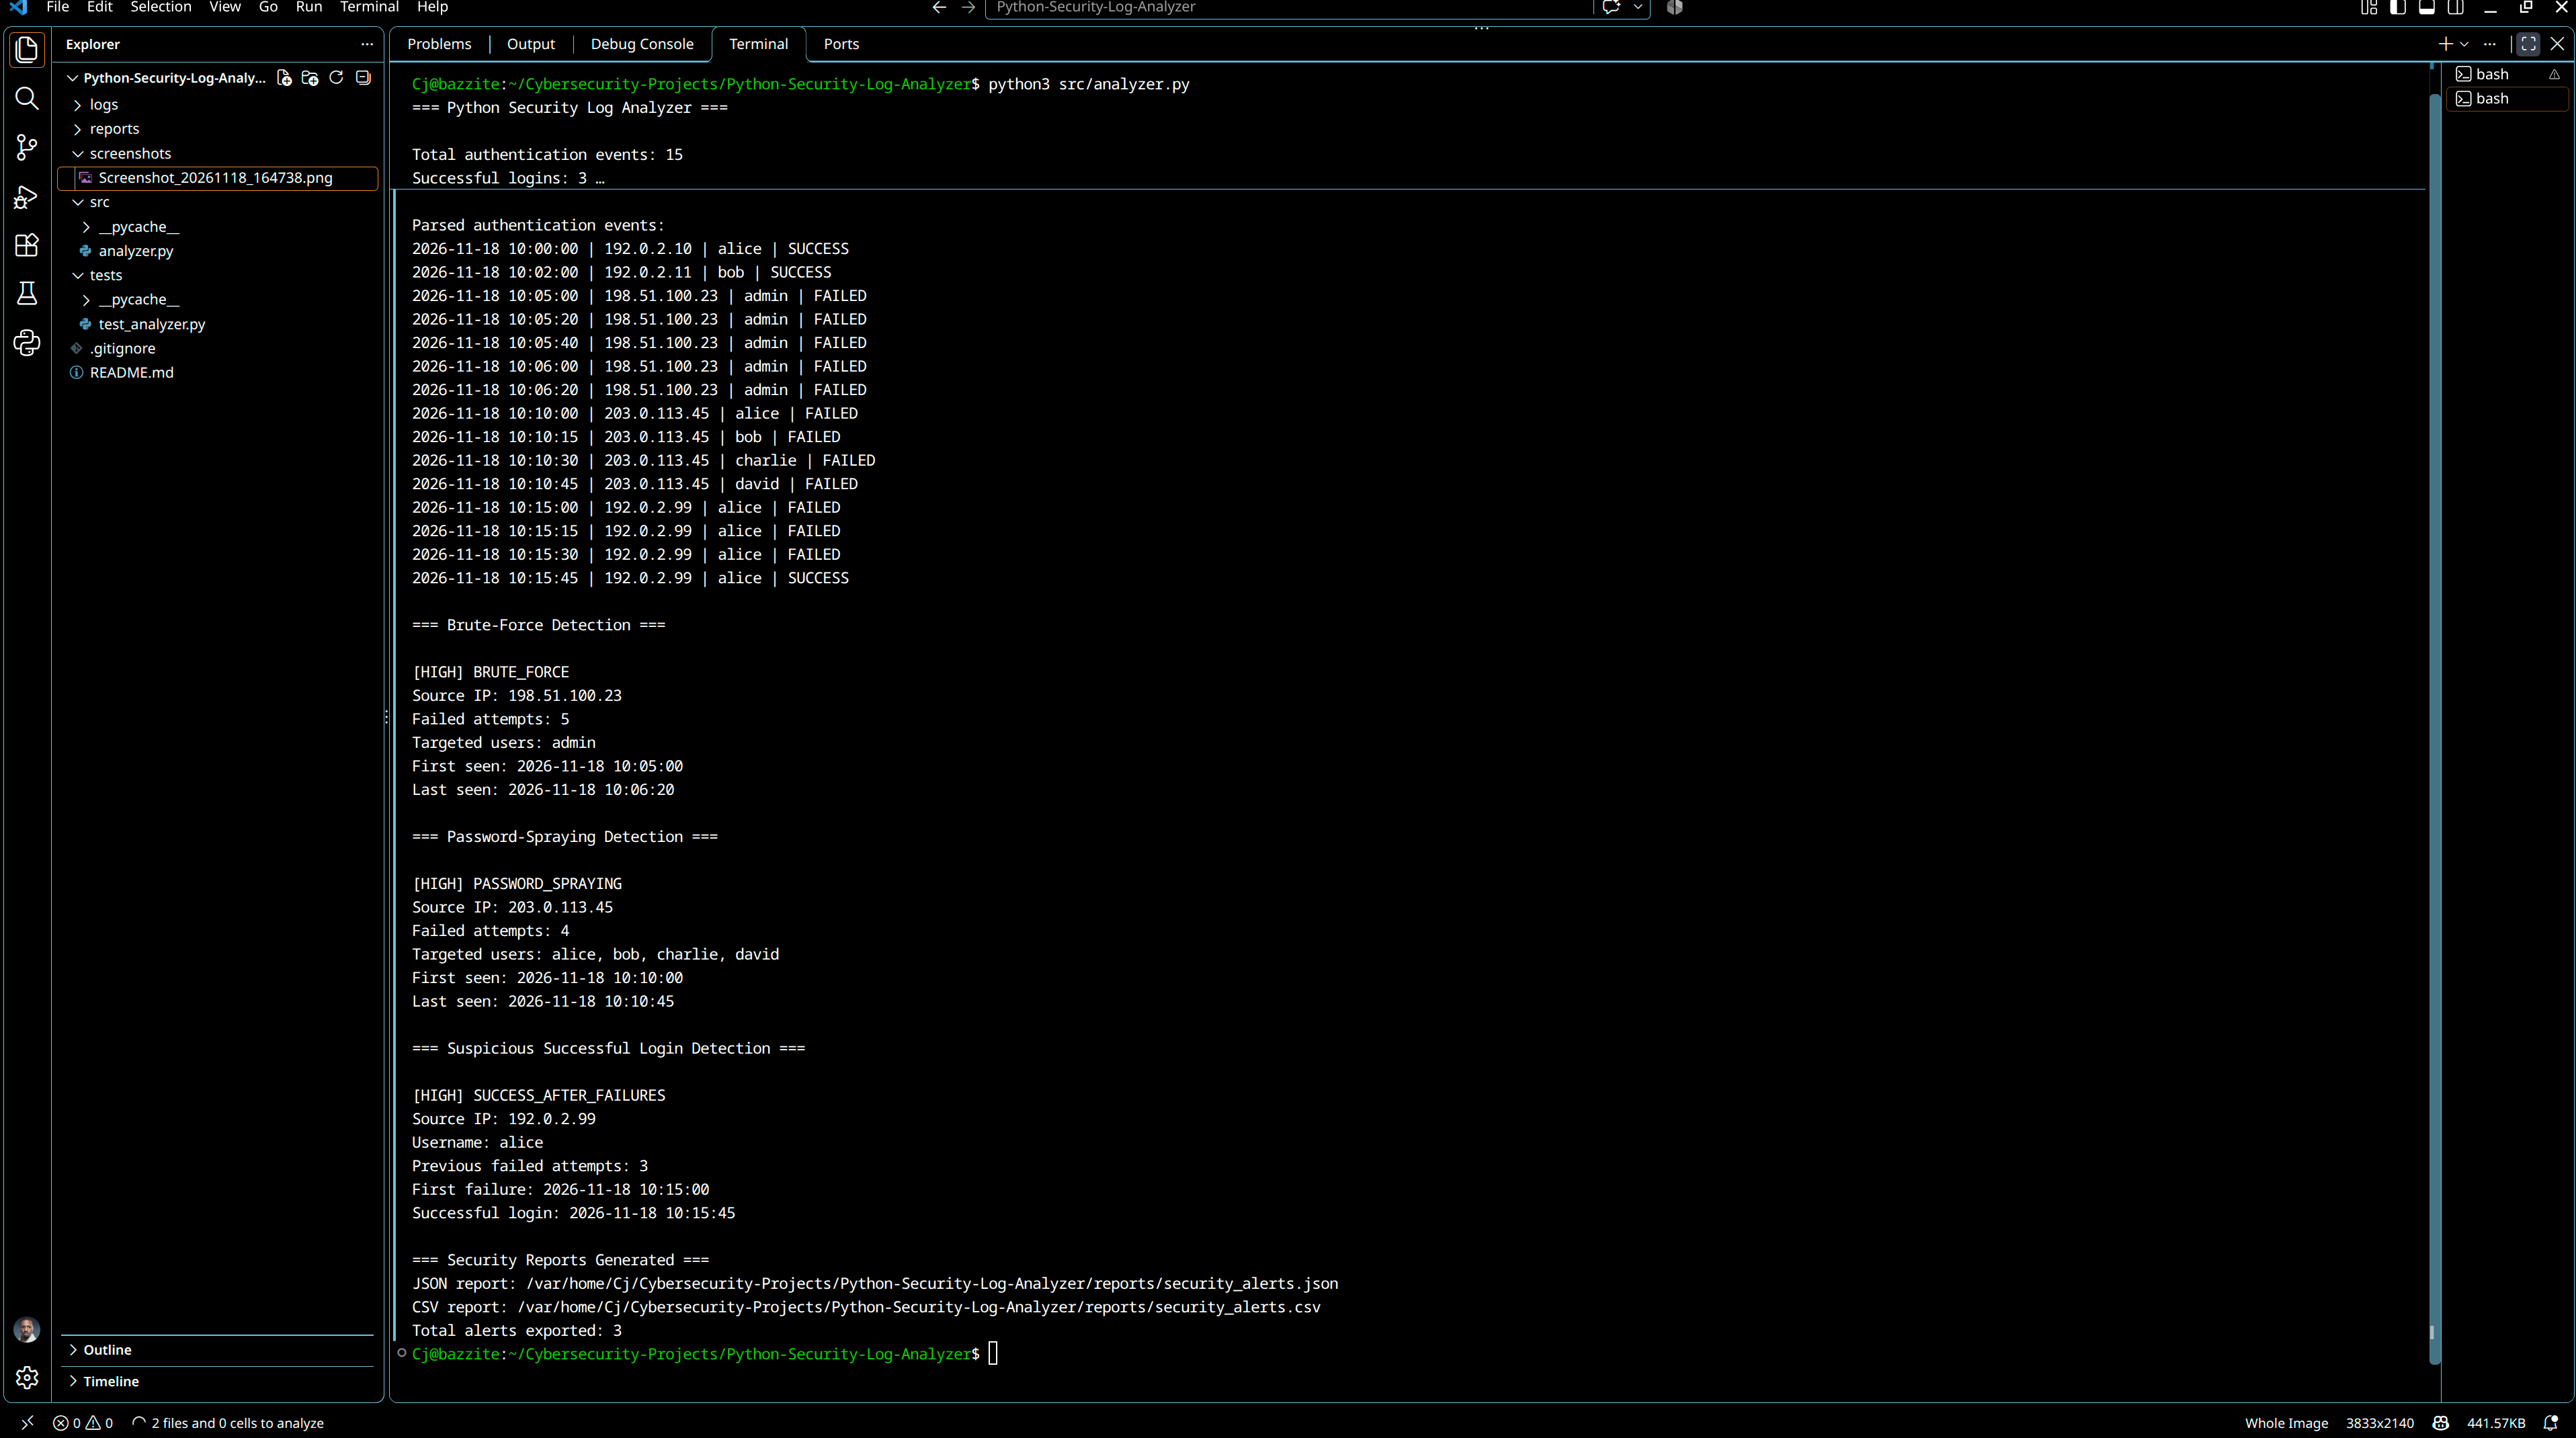 File Edit Selection View Go Run Terminal Help
Python-Security-Log-Analyzer
Explorer
Python-Security-Log-Analy...
logs
reports
screenshots
Screenshot_20261118_164738.png
src
__pycache__
analyzer.py
tests
__pycache__
test_analyzer.py
.gitignore
README.md
Outline
Timeline
Problems Output Debug Console Terminal Ports
bash
bash
Cj@bazzite:~/Cybersecurity-Projects/Python-Security-Log-Analyzer$ python3 src/analyzer.py
=== Python Security Log Analyzer ===
Total authentication events: 15
Successful logins: 3 …
Parsed authentication events:
2026-11-18 10:00:00 | 192.0.2.10 | alice | SUCCESS
2026-11-18 10:02:00 | 192.0.2.11 | bob | SUCCESS
2026-11-18 10:05:00 | 198.51.100.23 | admin | FAILED
2026-11-18 10:05:20 | 198.51.100.23 | admin | FAILED
2026-11-18 10:05:40 | 198.51.100.23 | admin | FAILED
2026-11-18 10:06:00 | 198.51.100.23 | admin | FAILED
2026-11-18 10:06:20 | 198.51.100.23 | admin | FAILED
2026-11-18 10:10:00 | 203.0.113.45 | alice | FAILED
2026-11-18 10:10:15 | 203.0.113.45 | bob | FAILED
2026-11-18 10:10:30 | 203.0.113.45 | charlie | FAILED
2026-11-18 10:10:45 | 203.0.113.45 | david | FAILED
2026-11-18 10:15:00 | 192.0.2.99 | alice | FAILED
2026-11-18 10:15:15 | 192.0.2.99 | alice | FAILED
2026-11-18 10:15:30 | 192.0.2.99 | alice | FAILED
2026-11-18 10:15:45 | 192.0.2.99 | alice | SUCCESS
=== Brute-Force Detection ===
[HIGH] BRUTE_FORCE
Source IP: 198.51.100.23
Failed attempts: 5
Targeted users: admin
First seen: 2026-11-18 10:05:00
Last seen: 2026-11-18 10:06:20
=== Password-Spraying Detection ===
[HIGH] PASSWORD_SPRAYING
Source IP: 203.0.113.45
Failed attempts: 4
Targeted users: alice, bob, charlie, david
First seen: 2026-11-18 10:10:00
Last seen: 2026-11-18 10:10:45
=== Suspicious Successful Login Detection ===
[HIGH] SUCCESS_AFTER_FAILURES
Source IP: 192.0.2.99
Username: alice
Previous failed attempts: 3
First failure: 2026-11-18 10:15:00
Successful login: 2026-11-18 10:15:45
=== Security Reports Generated ===
JSON report: /var/home/Cj/Cybersecurity-Projects/Python-Security-Log-Analyzer/reports/security_alerts.json
CSV report: /var/home/Cj/Cybersecurity-Projects/Python-Security-Log-Analyzer/reports/security_alerts.csv
Total alerts exported: 3
Cj@bazzite:~/Cybersecurity-Projects/Python-Security-Log-Analyzer$
0 0 2 files and 0 cells to analyze
Whole Image 3833x2140 441.57KB